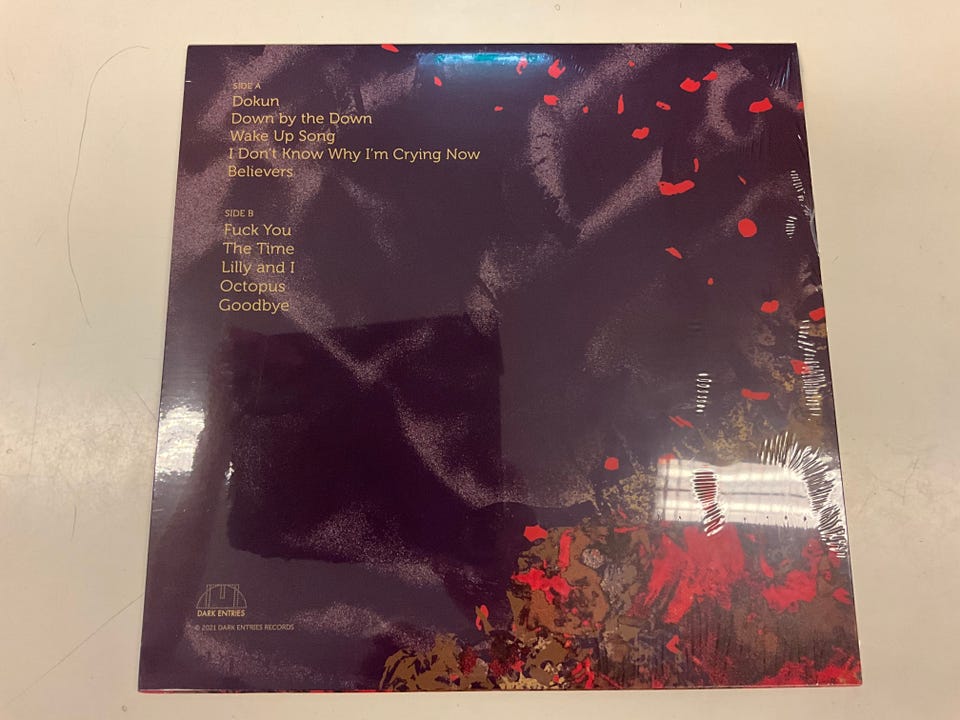 SIDE A
Dokun
Down by the Down
Wake Up Song
I Don't Know Why I'm Crying Now
Believers
SIDE B
Fuck You
The Time
Lilly and I
Octopus
Goodbye
DARK ENTRIES
© 2021 DARK ENTRIES RECORDS